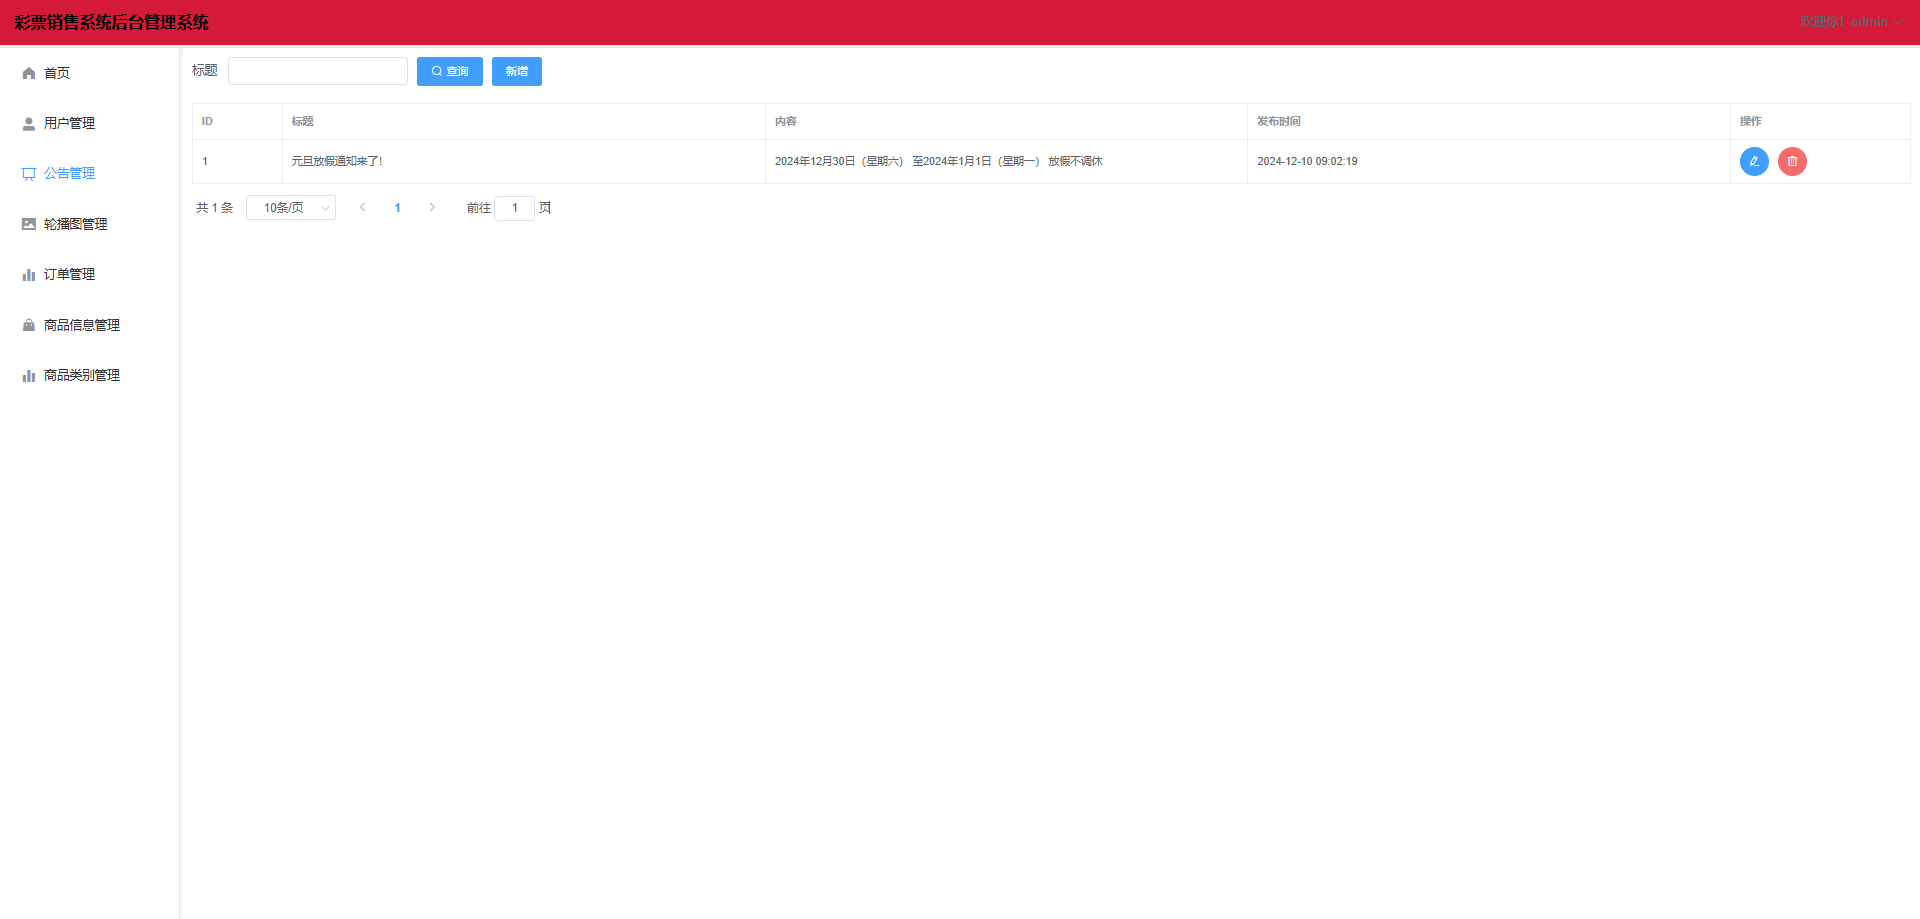 彩票销售系统后台管理系统
欢迎你! admin
首页
用户管理
公告管理
轮播图管理
订单管理
商品信息管理
商品类别管理
标题 查询 新增
ID 标题 内容 发布时间 操作
1 元旦放假通知来了! 2024年12月30日（星期六） 至2024年1月1日（星期一） 放假不调休 2024-12-10 09:02:19
共 1 条 10条/页 1 前往 1 页